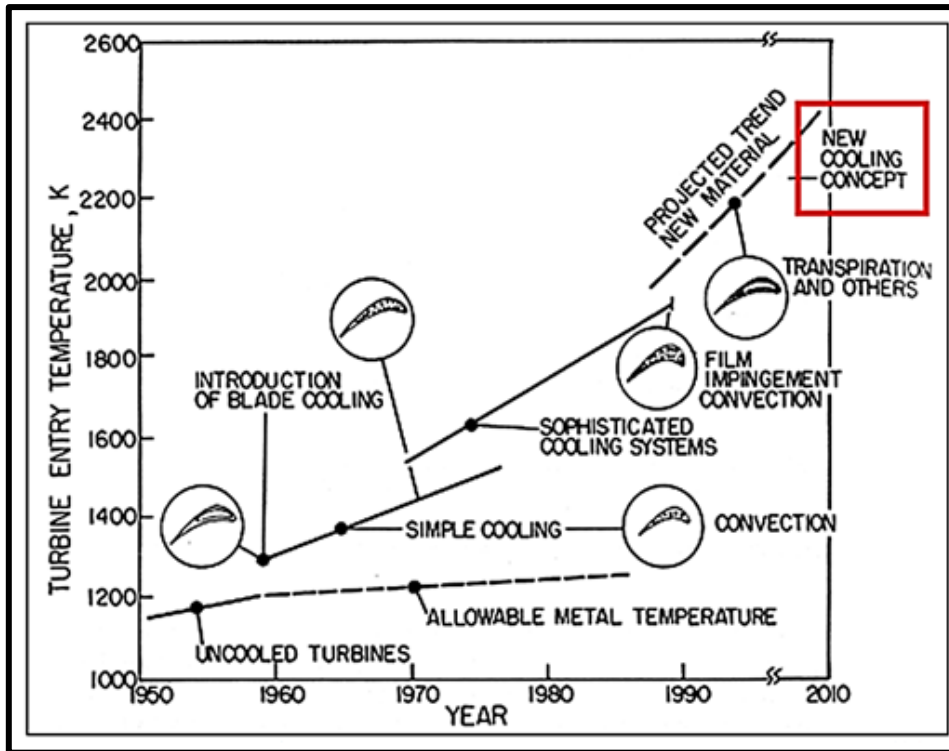 2600
2400
2200
2000
1800
1600
1400
1200
1000
TURBINE ENTRY TEMPERATURE, K
PROJECTED TREND
NEW MATERIAL
NEW
COOLING
CONCEPT
TRANSPIRATION
AND OTHERS
INTRODUCTION
OF BLADE COOLING
FILM
IMPINGEMENT
CONVECTION
SOPHISTICATED
COOLING SYSTEMS
SIMPLE COOLING
CONVECTION
ALLOWABLE METAL TEMPERATURE
UNCOOLED TURBINES
1950 1960 1970 1980 1990 2010
YEAR